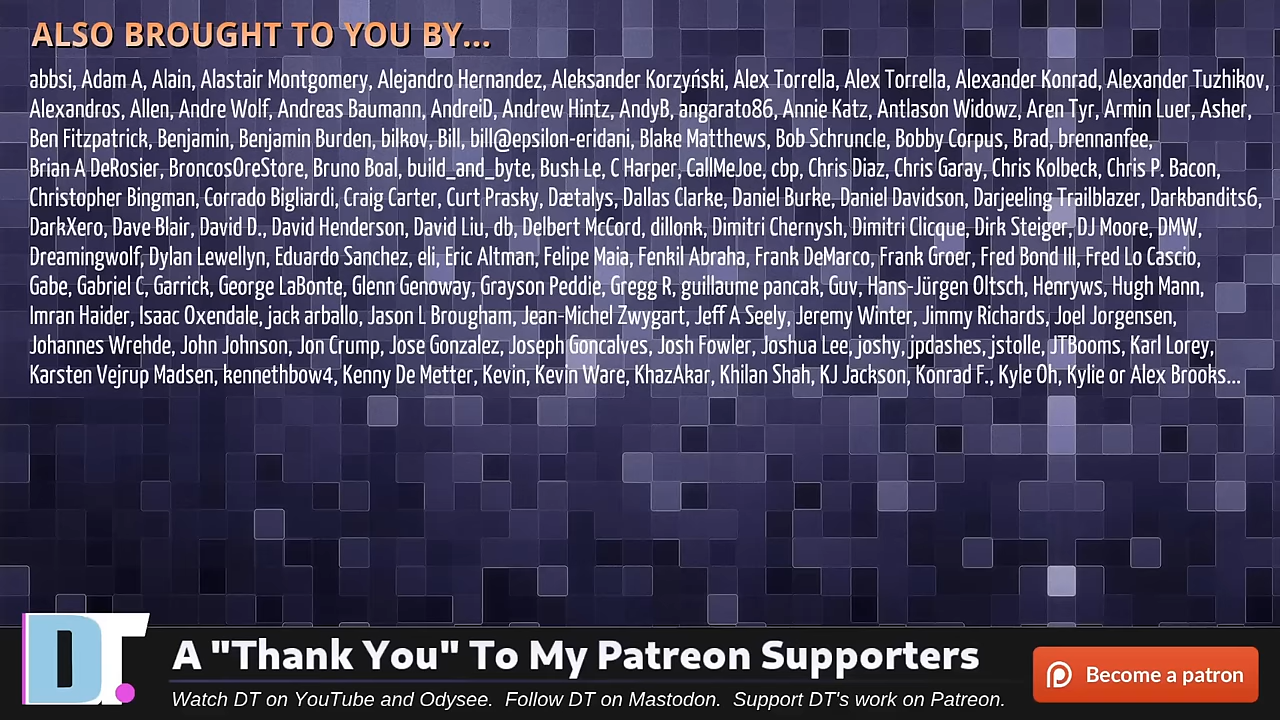 ALSO BROUGHT TO YOU BY...
abbsi, Adam A, Alain, Alastair Montgomery, Alejandro Hernandez, Aleksander Korzyński, Alex Torrella, Alex Torrella, Alexander Konrad, Alexander Tuzhikov,
Alexandros, Allen, Andre Wolf, Andreas Baumann, AndreiD, Andrew Hintz, AndyB, angarato86, Annie Katz, Antlason Widowz, Aren Tyr, Armin Luer, Asher,
Ben Fitzpatrick, Benjamin, Benjamin Burden, bilkov, Bill, bill@epsilon-eridani, Blake Matthews, Bob Schruncle, Bobby Corpus, Brad, brennanfee,
Brian A DeRosier, BroncosOreStore, Bruno Boal, build_and_byte, Bush Le, C Harper, CallMeJoe, cbp, Chris Diaz, Chris Garay, Chris Kolbeck, Chris P. Bacon,
Christopher Bingman, Corrado Bigliardi, Craig Carter, Curt Prasky, Dætalys, Dallas Clarke, Daniel Burke, Daniel Davidson, Darjeeling Trailblazer, Darkbandits6,
DarkXero, Dave Blair, David D., David Henderson, David Liu, db, Delbert McCord, dillonk, Dimitri Chernysh, Dimitri Clicque, Dirk Steiger, DJ Moore, DMW,
Dreamingwolf, Dylan Lewellyn, Eduardo Sanchez, eli, Eric Altman, Felipe Maia, Fenkil Abraha, Frank DeMarco, Frank Groer, Fred Bond III, Fred Lo Cascio,
Gabe, Gabriel C, Garrick, George LaBonte, Glenn Genoway, Grayson Peddie, Gregg R, guillaume pancak, Guv, Hans-Jürgen Oltsch, Henryws, Hugh Mann,
Imran Haider, Isaac Oxendale, jack arballo, Jason L Brougham, Jean-Michel Zwygart, Jeff A Seely, Jeremy Winter, Jimmy Richards, Joel Jorgensen,
Johannes Wrehde, John Johnson, Jon Crump, Jose Gonzalez, Joseph Goncalves, Josh Fowler, Joshua Lee, joshy, jpdashes, jstolle, JTBooms, Karl Lorey,
Karsten Vejrup Madsen, kennethbow4, Kenny De Metter, Kevin, Kevin Ware, KhazAkar, Khilan Shah, KJ Jackson, Konrad F., Kyle Oh, Kylie or Alex Brooks...
DT.
A "Thank You" To My Patreon Supporters
Watch DT on YouTube and Odysee. Follow DT on Mastodon. Support DT's work on Patreon.
Become a patron